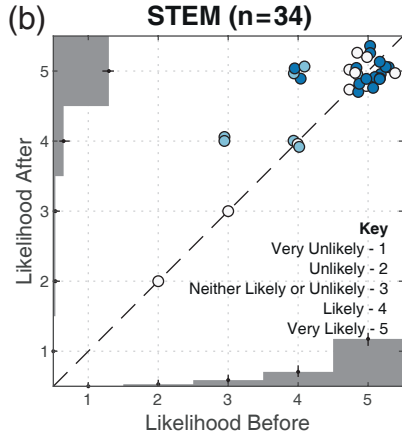 (b) STEM (n=34)
Likelihood After
5
4
3
2
1
Key
Very Unlikely - 1
Unlikely - 2
Neither Likely or Unlikely - 3
Likely - 4
Very Likely - 5
1 2 3 4 5
Likelihood Before